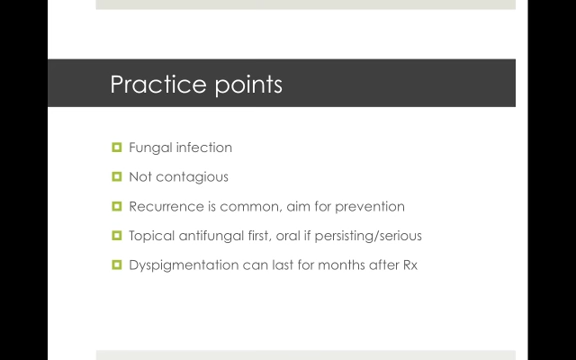 Practice points
Fungal infection
Not contagious
Recurrence is common, aim for prevention
Topical antifungal first, oral if persisting/serious
Dyspigmentation can last for months after Rx